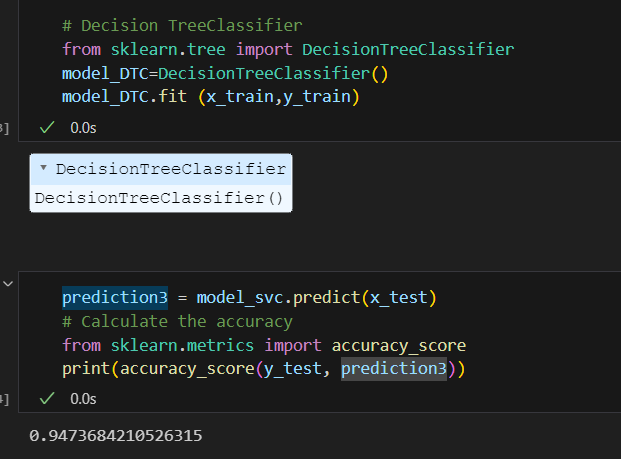 # Decision TreeClassifier
from sklearn.tree import DecisionTreeClassifier
model_DTC=DecisionTreeClassifier()
model_DTC.fit (x_train,y_train)
]
✓ 0.0s
▾ DecisionTreeClassifier
DecisionTreeClassifier()
prediction3 = model_svc.predict(x_test)
# Calculate the accuracy
from sklearn.metrics import accuracy_score
print(accuracy_score(y_test, prediction3))
]
✓ 0.0s
0.9473684210526315